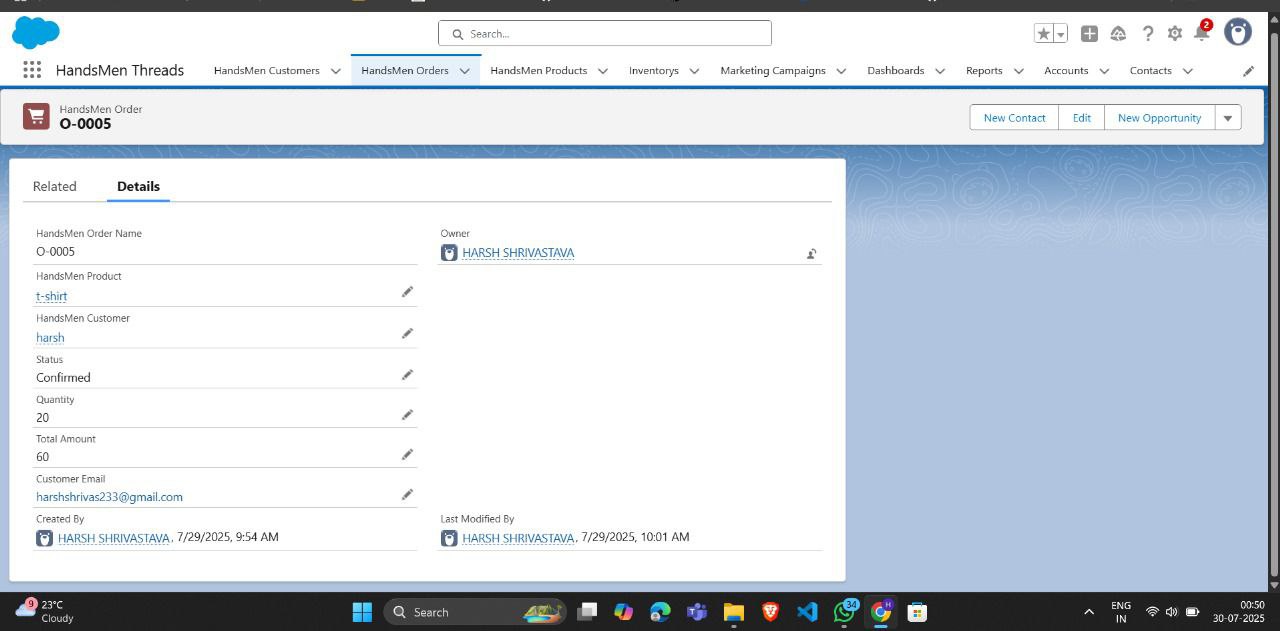 Search...
2
HandsMen Threads HandsMen Customers HandsMen Orders HandsMen Products Inventorys Marketing Campaigns Dashboards Reports Accounts Contacts
HandsMen Order
O-0005
New Contact Edit New Opportunity
Related Details
HandsMen Order Name
O-0005
Owner
HARSH SHRIVASTAVA
HandsMen Product
t-shirt
HandsMen Customer
harsh
Status
Confirmed
Quantity
20
Total Amount
60
Customer Email
harshshrivas233@gmail.com
Created By
HARSH SHRIVASTAVA, 7/29/2025, 9:54 AM
Last Modified By
HARSH SHRIVASTAVA, 7/29/2025, 10:01 AM
9
23°C
Cloudy
Search
34
H
ENG
IN
00:50
30-07-2025